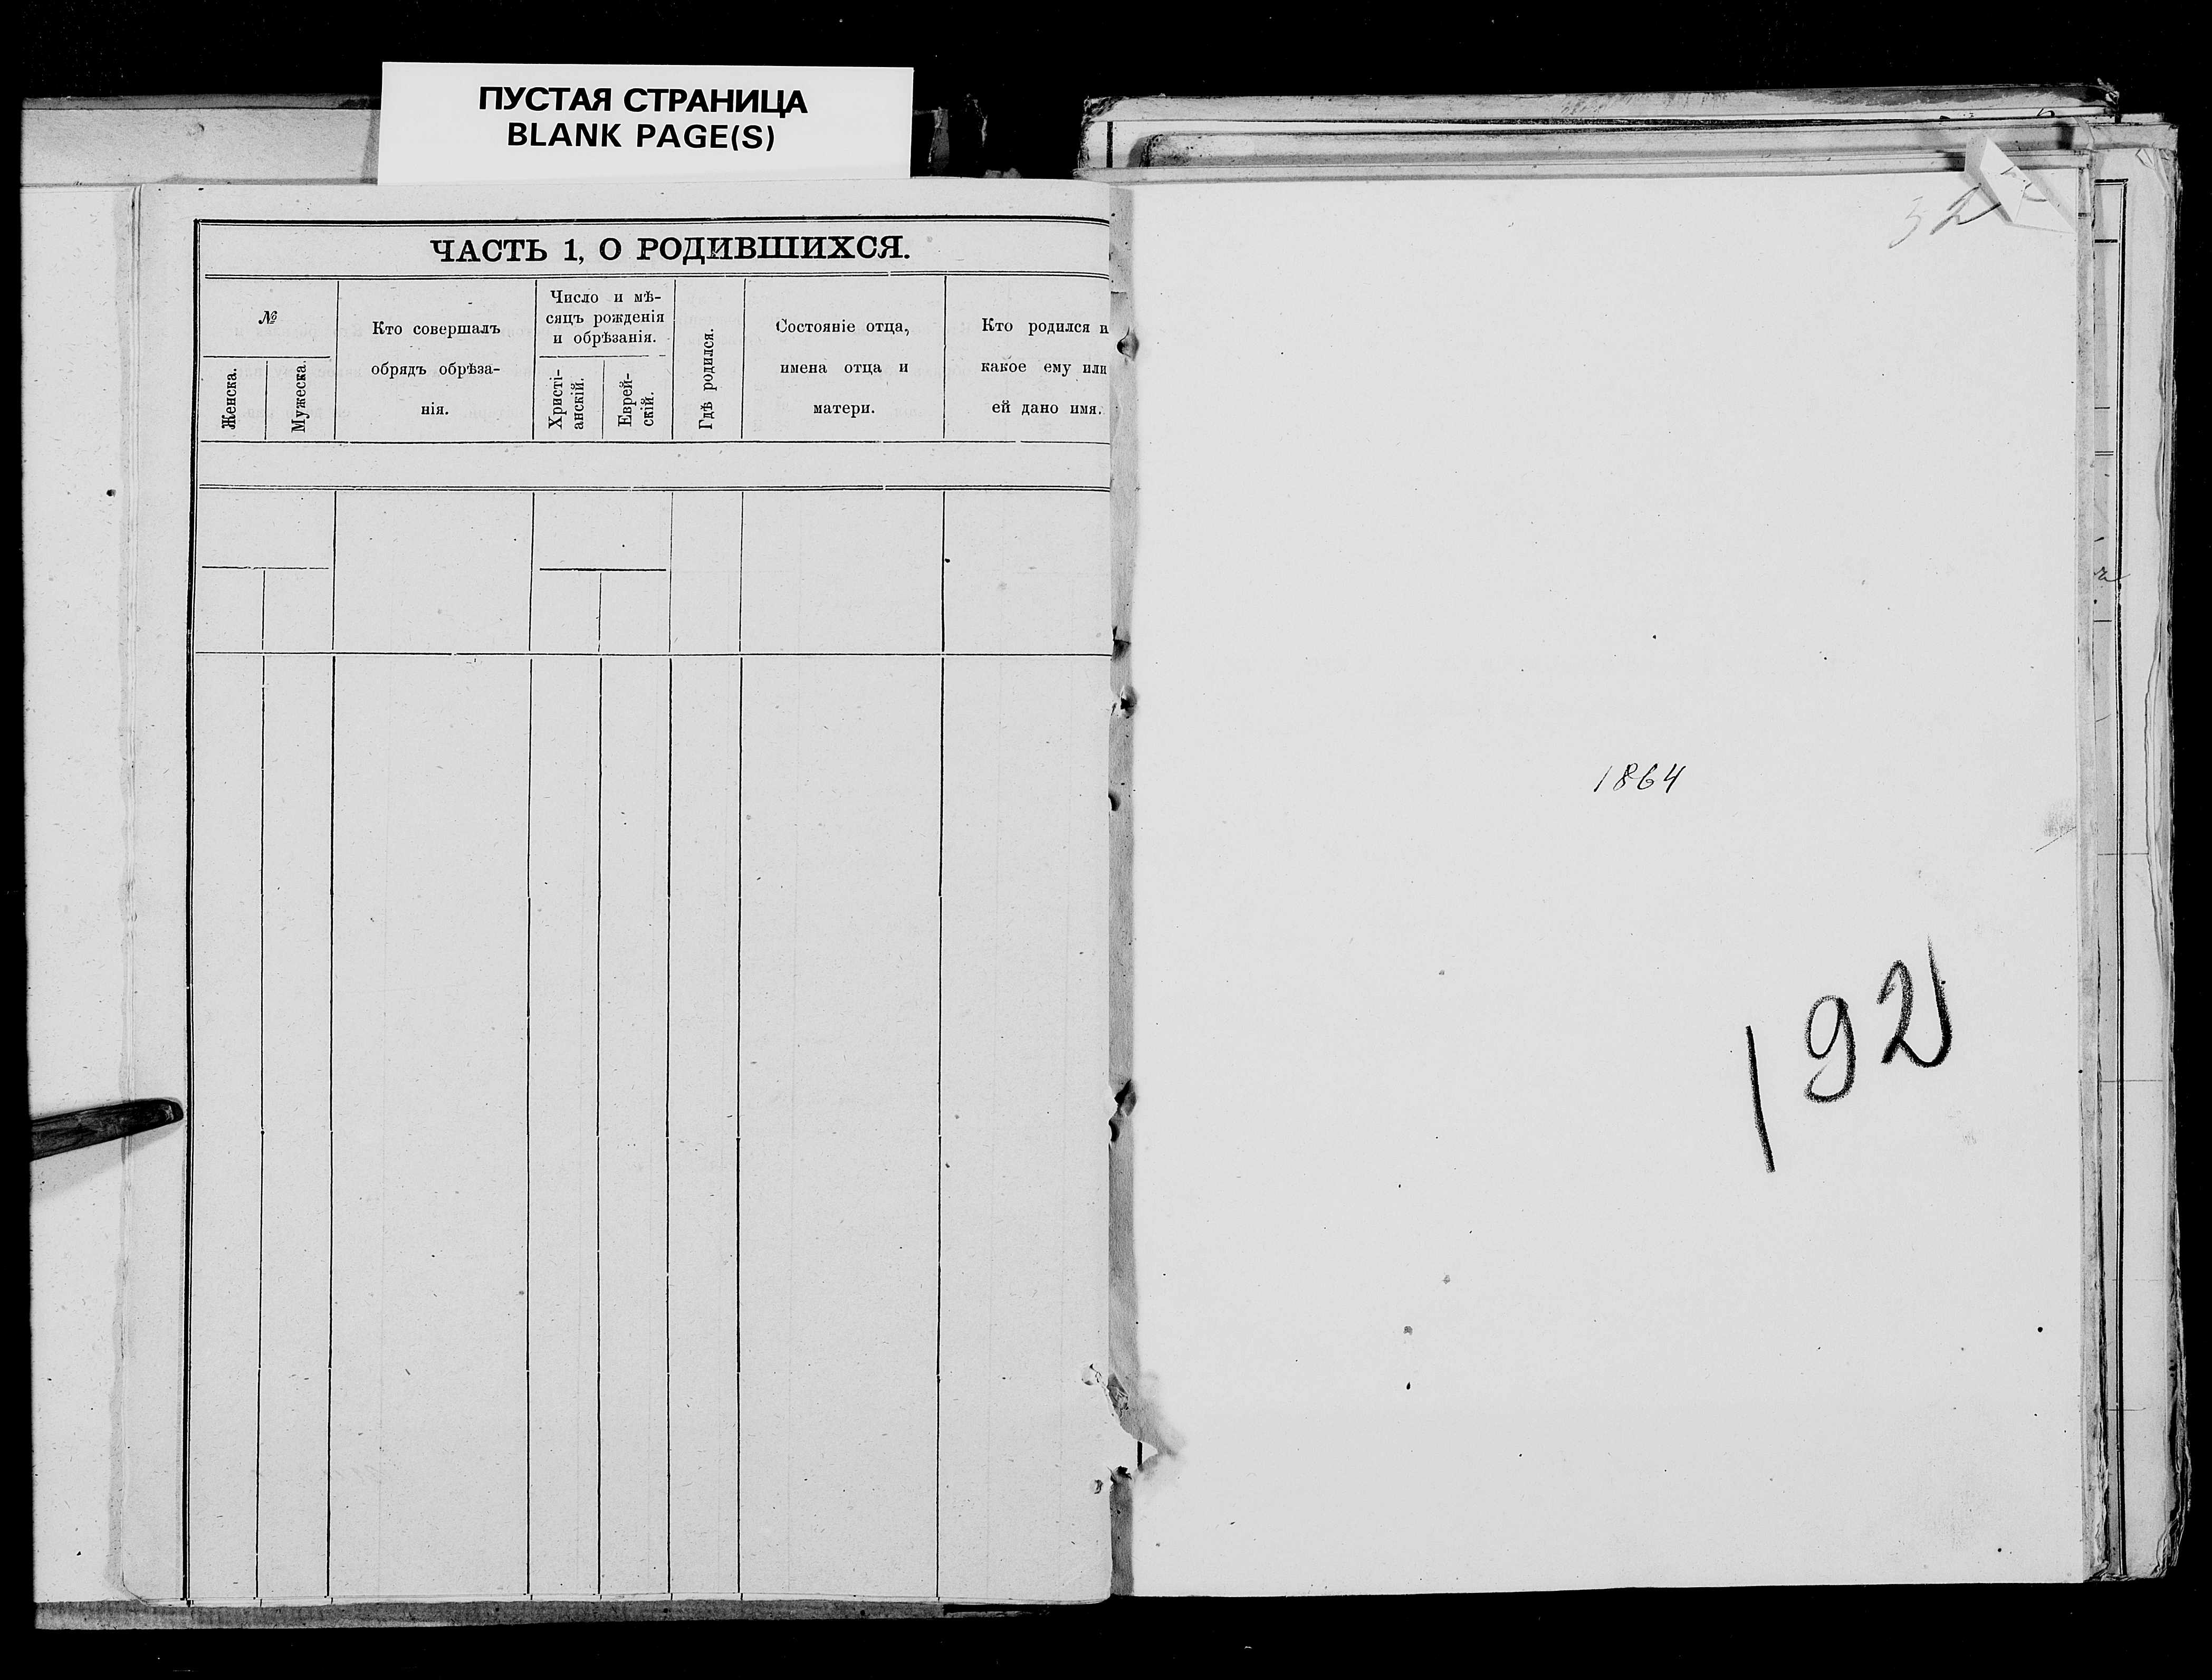 ПУСТАЯ СТРАНИЦА
BLANK PAGE(S)
ЧАСТЬ 1, О РОДИВШИХСЯ.
№
Женска.
Мужеска.
Кто совершалъ
обрядъ обрѣза-
нія.
Число и мѣ-
сяцъ рожденія
и обрѣзанія.
Христі-
анскій.
Еврей-
скій.
Гдѣ родился.
Состояніе отца,
имена отца и
матери.
Кто родился и
какое ему или
ей дано имя.
1864
192